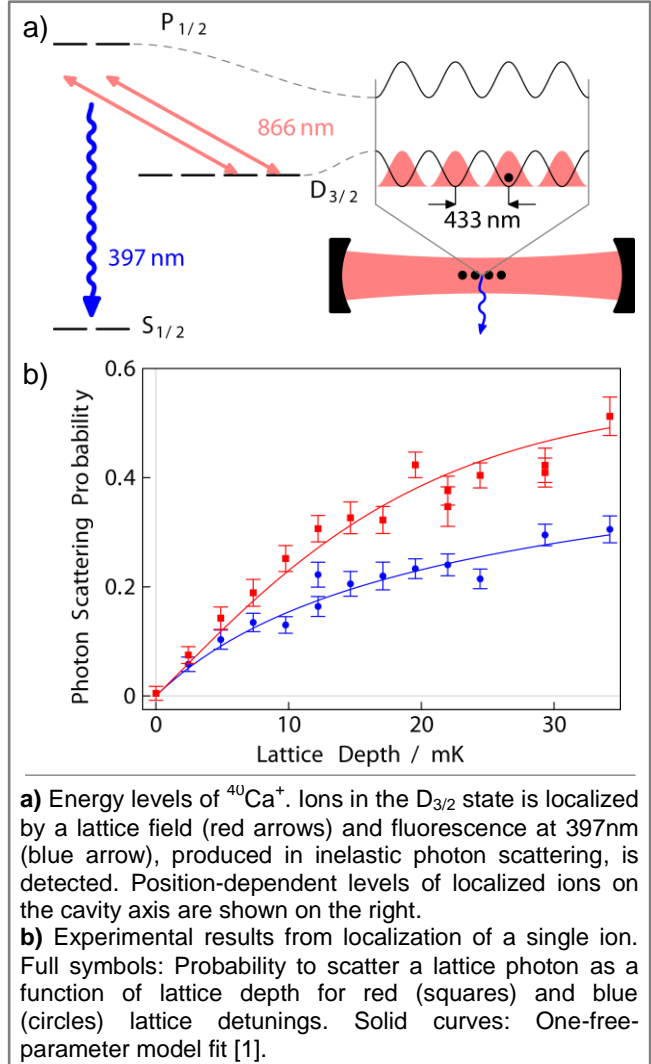 a)
P1/2
866 nm
D3/2
433 nm
397 nm
S1/2
b)
0.6
0.4
0.2
0
Photon Scattering Probability
0 10 20 30
Lattice Depth / mK
a) Energy levels of 40Ca+. Ions in the D3/2 state is localized
by a lattice field (red arrows) and fluorescence at 397nm
(blue arrow), produced in inelastic photon scattering, is
detected. Position-dependent levels of localized ions on
the cavity axis are shown on the right.
b) Experimental results from localization of a single ion.
Full symbols: Probability to scatter a lattice photon as a
function of lattice depth for red (squares) and blue
(circles) lattice detunings. Solid curves: One-free-
parameter model fit [1].